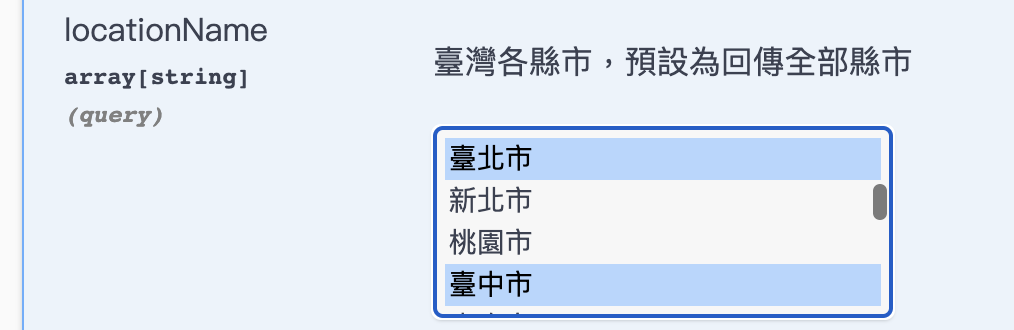 locationName
array[string]
(query)
臺灣各縣市，預設為回傳全部縣市
臺北市
新北市
桃園市
臺中市